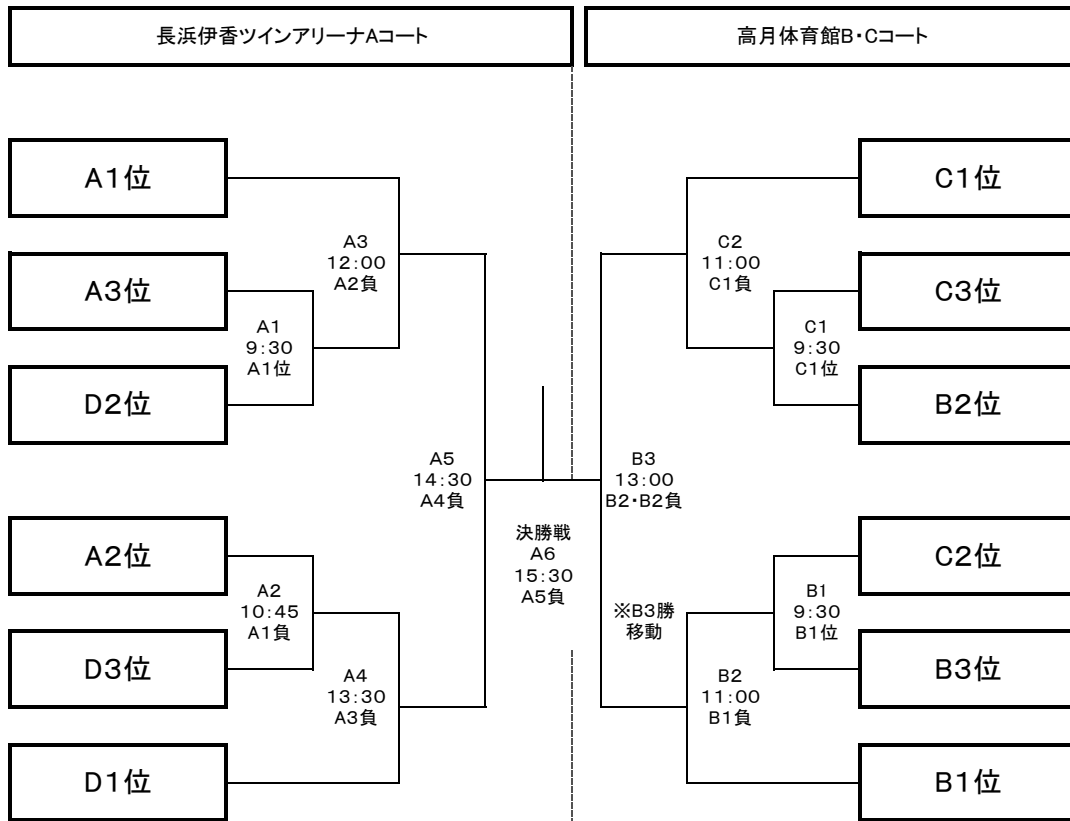 長浜伊香ツインアリーナAコート
高月体育館B・Cコート
A1位
A3
12:00
A2負
A3位
A1
9:30
A1位
D2位
A5
14:30
A4負
A2位
A2
10:45
A1負
D3位
A4
13:30
A3負
D1位
決勝戦
A6
15:30
A5負
C1位
C2
11:00
C1負
C3位
C1
9:30
C1位
B2位
B3
13:00
B2・B2負
※B3勝
移動
C2位
B1
9:30
B1位
B3位
B2
11:00
B1負
B1位